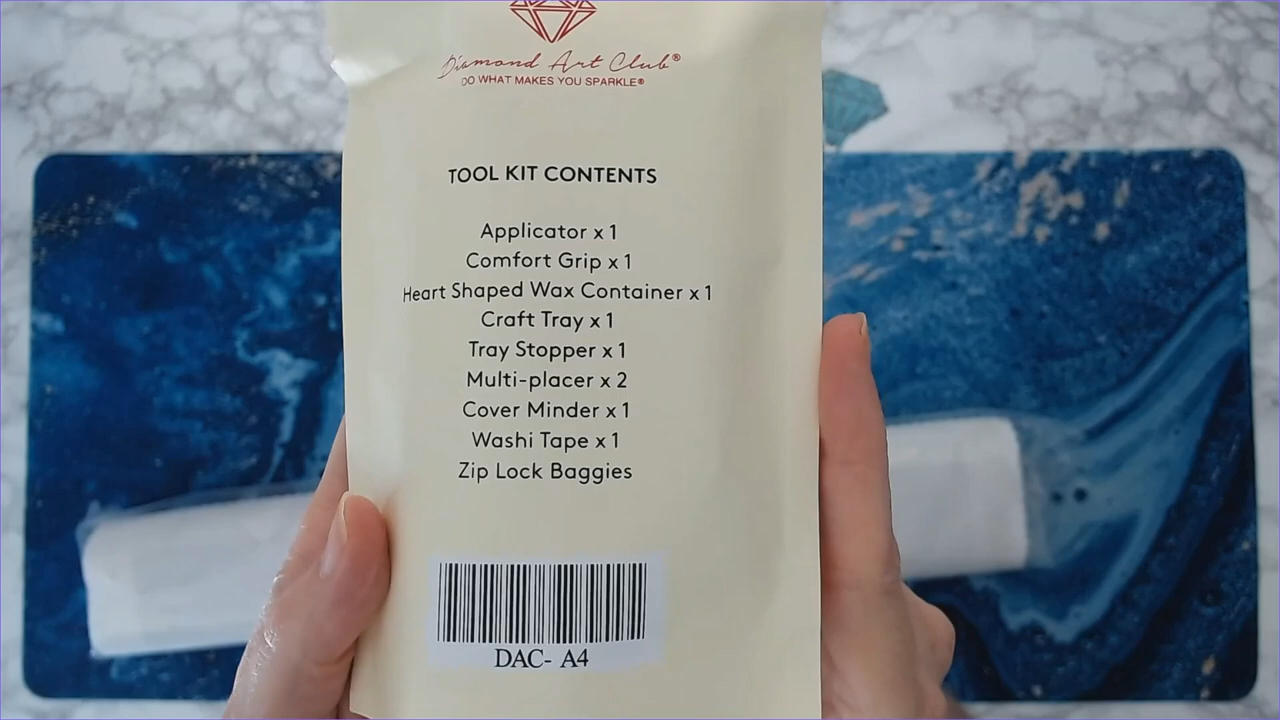 Diamond Art Club®
DO WHAT MAKES YOU SPARKLE®
TOOL KIT CONTENTS
Applicator x 1
Comfort Grip x 1
Heart Shaped Wax Container x 1
Craft Tray x 1
Tray Stopper x 1
Multi-placer x 2
Cover Minder x 1
Washi Tape x 1
Zip Lock Baggies
DAC- A4